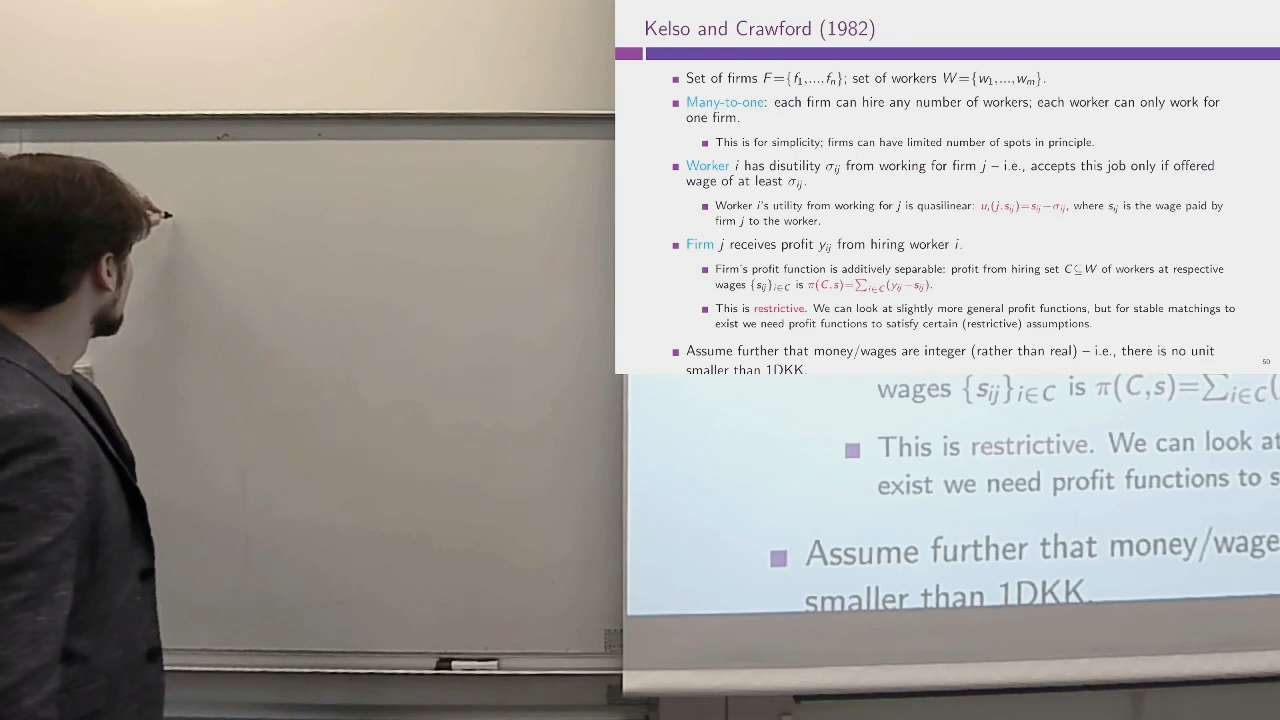 Kelso and Crawford (1982)
Set of firms F={f1,...,fn}; set of workers W={w1,...,wm}.
Many-to-one: each firm can hire any number of workers; each worker can only work for
one firm.
This is for simplicity; firms can have limited number of spots in principle.
Worker i has disutility σij from working for firm j – i.e., accepts this job only if offered
wage of at least σij.
Worker i's utility from working for j is quasilinear: ui(j,sij)=sij−σij, where sij is the wage paid by
firm j to the worker.
Firm j receives profit yij from hiring worker i.
Firm's profit function is additively separable: profit from hiring set C⊆W of workers at respective
wages {sij}i∈C is π(C,s)=∑i∈C(yij−sij).
This is restrictive. We can look at slightly more general profit functions, but for stable matchings to
exist we need profit functions to satisfy certain (restrictive) assumptions.
Assume further that money/wages are integer (rather than real) – i.e., there is no unit
smaller than 1DKK.
50
wages {sij}i∈C is π(C,s)=∑i∈C(
This is restrictive. We can look at
exist we need profit functions to s
Assume further that money/wage
smaller than 1DKK.